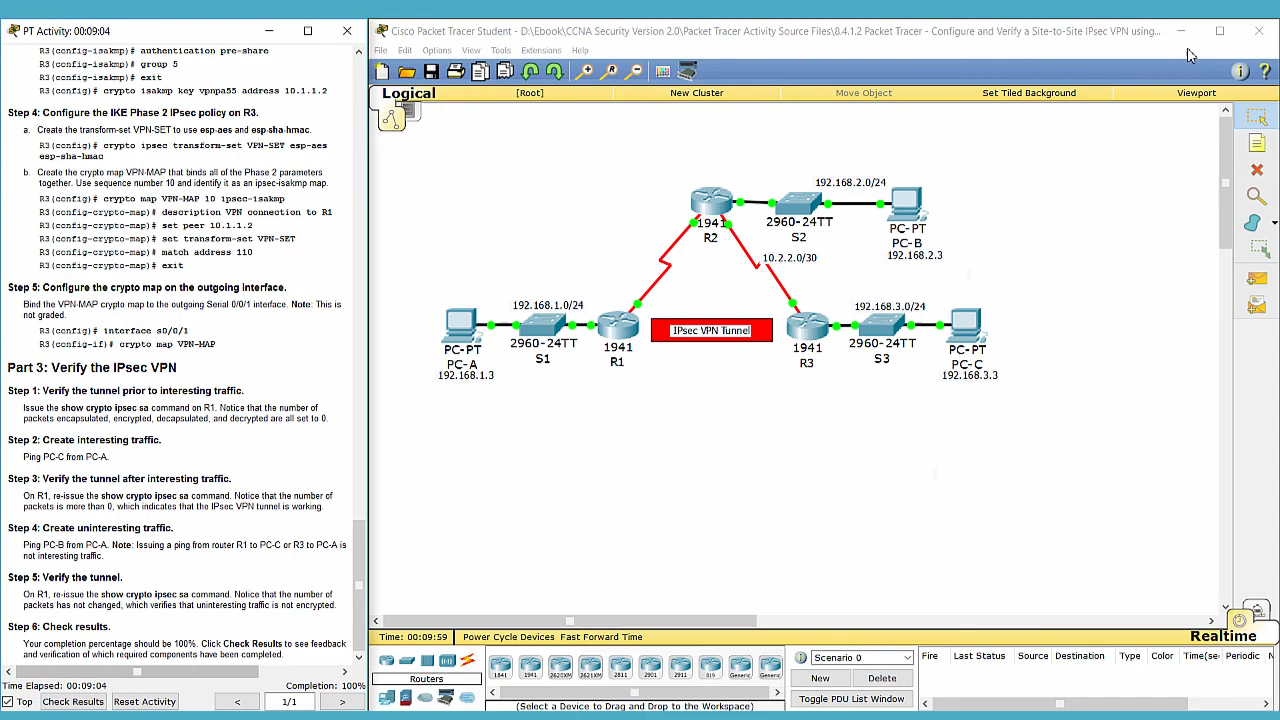 PT Activity: 00:09:04
R3(config-isakmp)# authentication pre-share
R3(config-isakmp)# group 5
R3(config-isakmp)# exit
R3(config)# crypto isakmp key vpnpa55 address 10.1.1.2
Step 4: Configure the IKE Phase 2 IPsec policy on R3.
a. Create the transform-set VPN-SET to use esp-aes and esp-sha-hmac.
R3(config)# crypto ipsec transform-set VPN-SET esp-aes
esp-sha-hmac
b. Create the crypto map VPN-MAP that binds all of the Phase 2 parameters
together. Use sequence number 10 and identify it as an ipsec-isakmp map.
R3(config)# crypto map VPN-MAP 10 ipsec-isakmp
R3(config-crypto-map)# description VPN connection to R1
R3(config-crypto-map)# set peer 10.1.1.2
R3(config-crypto-map)# set transform-set VPN-SET
R3(config-crypto-map)# match address 110
R3(config-crypto-map)# exit
Step 5: Configure the crypto map on the outgoing interface.
Bind the VPN-MAP crypto map to the outgoing Serial 0/0/1 interface. Note: This is
not graded.
R3(config)# interface s0/0/1
R3(config-if)# crypto map VPN-MAP
Part 3: Verify the IPsec VPN
Step 1: Verify the tunnel prior to interesting traffic.
Issue the show crypto ipsec sa command on R1. Notice that the number of
packets encapsulated, encrypted, decapsulated, and decrypted are all set to 0.
Step 2: Create interesting traffic.
Ping PC-C from PC-A.
Step 3: Verify the tunnel after interesting traffic.
On R1, re-issue the show crypto ipsec sa command. Notice that the number of
packets is more than 0, which indicates that the IPsec VPN tunnel is working.
Step 4: Create uninteresting traffic.
Ping PC-B from PC-A. Note: Issuing a ping from router R1 to PC-C or R3 to PC-A is
not interesting traffic.
Step 5: Verify the tunnel.
On R1, re-issue the show crypto ipsec sa command. Notice that the number of
packets has not changed, which verifies that uninteresting traffic is not encrypted.
Step 6: Check results.
Your completion percentage should be 100%. Click Check Results to see feedback
and verification of which required components have been completed.
Time Elapsed: 00:09:04 Completion: 100%
Top Check Results Reset Activity < 1/1 >
Cisco Packet Tracer Student - D:\Ebook\CCNA Security Version 2.0\Packet Tracer Activity Source Files\8.4.1.2 Packet Tracer - Configure and Verify a Site-to-Site IPsec VPN using...
File Edit Options View Tools Extensions Help
Logical [Root] New Cluster Move Object Set Tiled Background Viewport
192.168.2.0/24
1941
R2
2960-24TT
S2
PC-PT
PC-B
192.168.2.3
10.2.2.0/30
192.168.1.0/24
192.168.3.0/24
IPsec VPN Tunnel
PC-PT
PC-A
192.168.1.3
2960-24TT
S1
1941
R1
1941
R3
2960-24TT
S3
PC-PT
PC-C
192.168.3.3
Time: 00:09:59 Power Cycle Devices Fast Forward Time
Realtime
Routers
1841 1941 2620XM 2621XM 2811 2901 2911 819 Generic Generic
(Select a Device to Drag and Drop to the Workspace)
Scenario 0
New Delete
Toggle PDU List Window
Fire Last Status Source Destination Type Color Time(se Periodic N